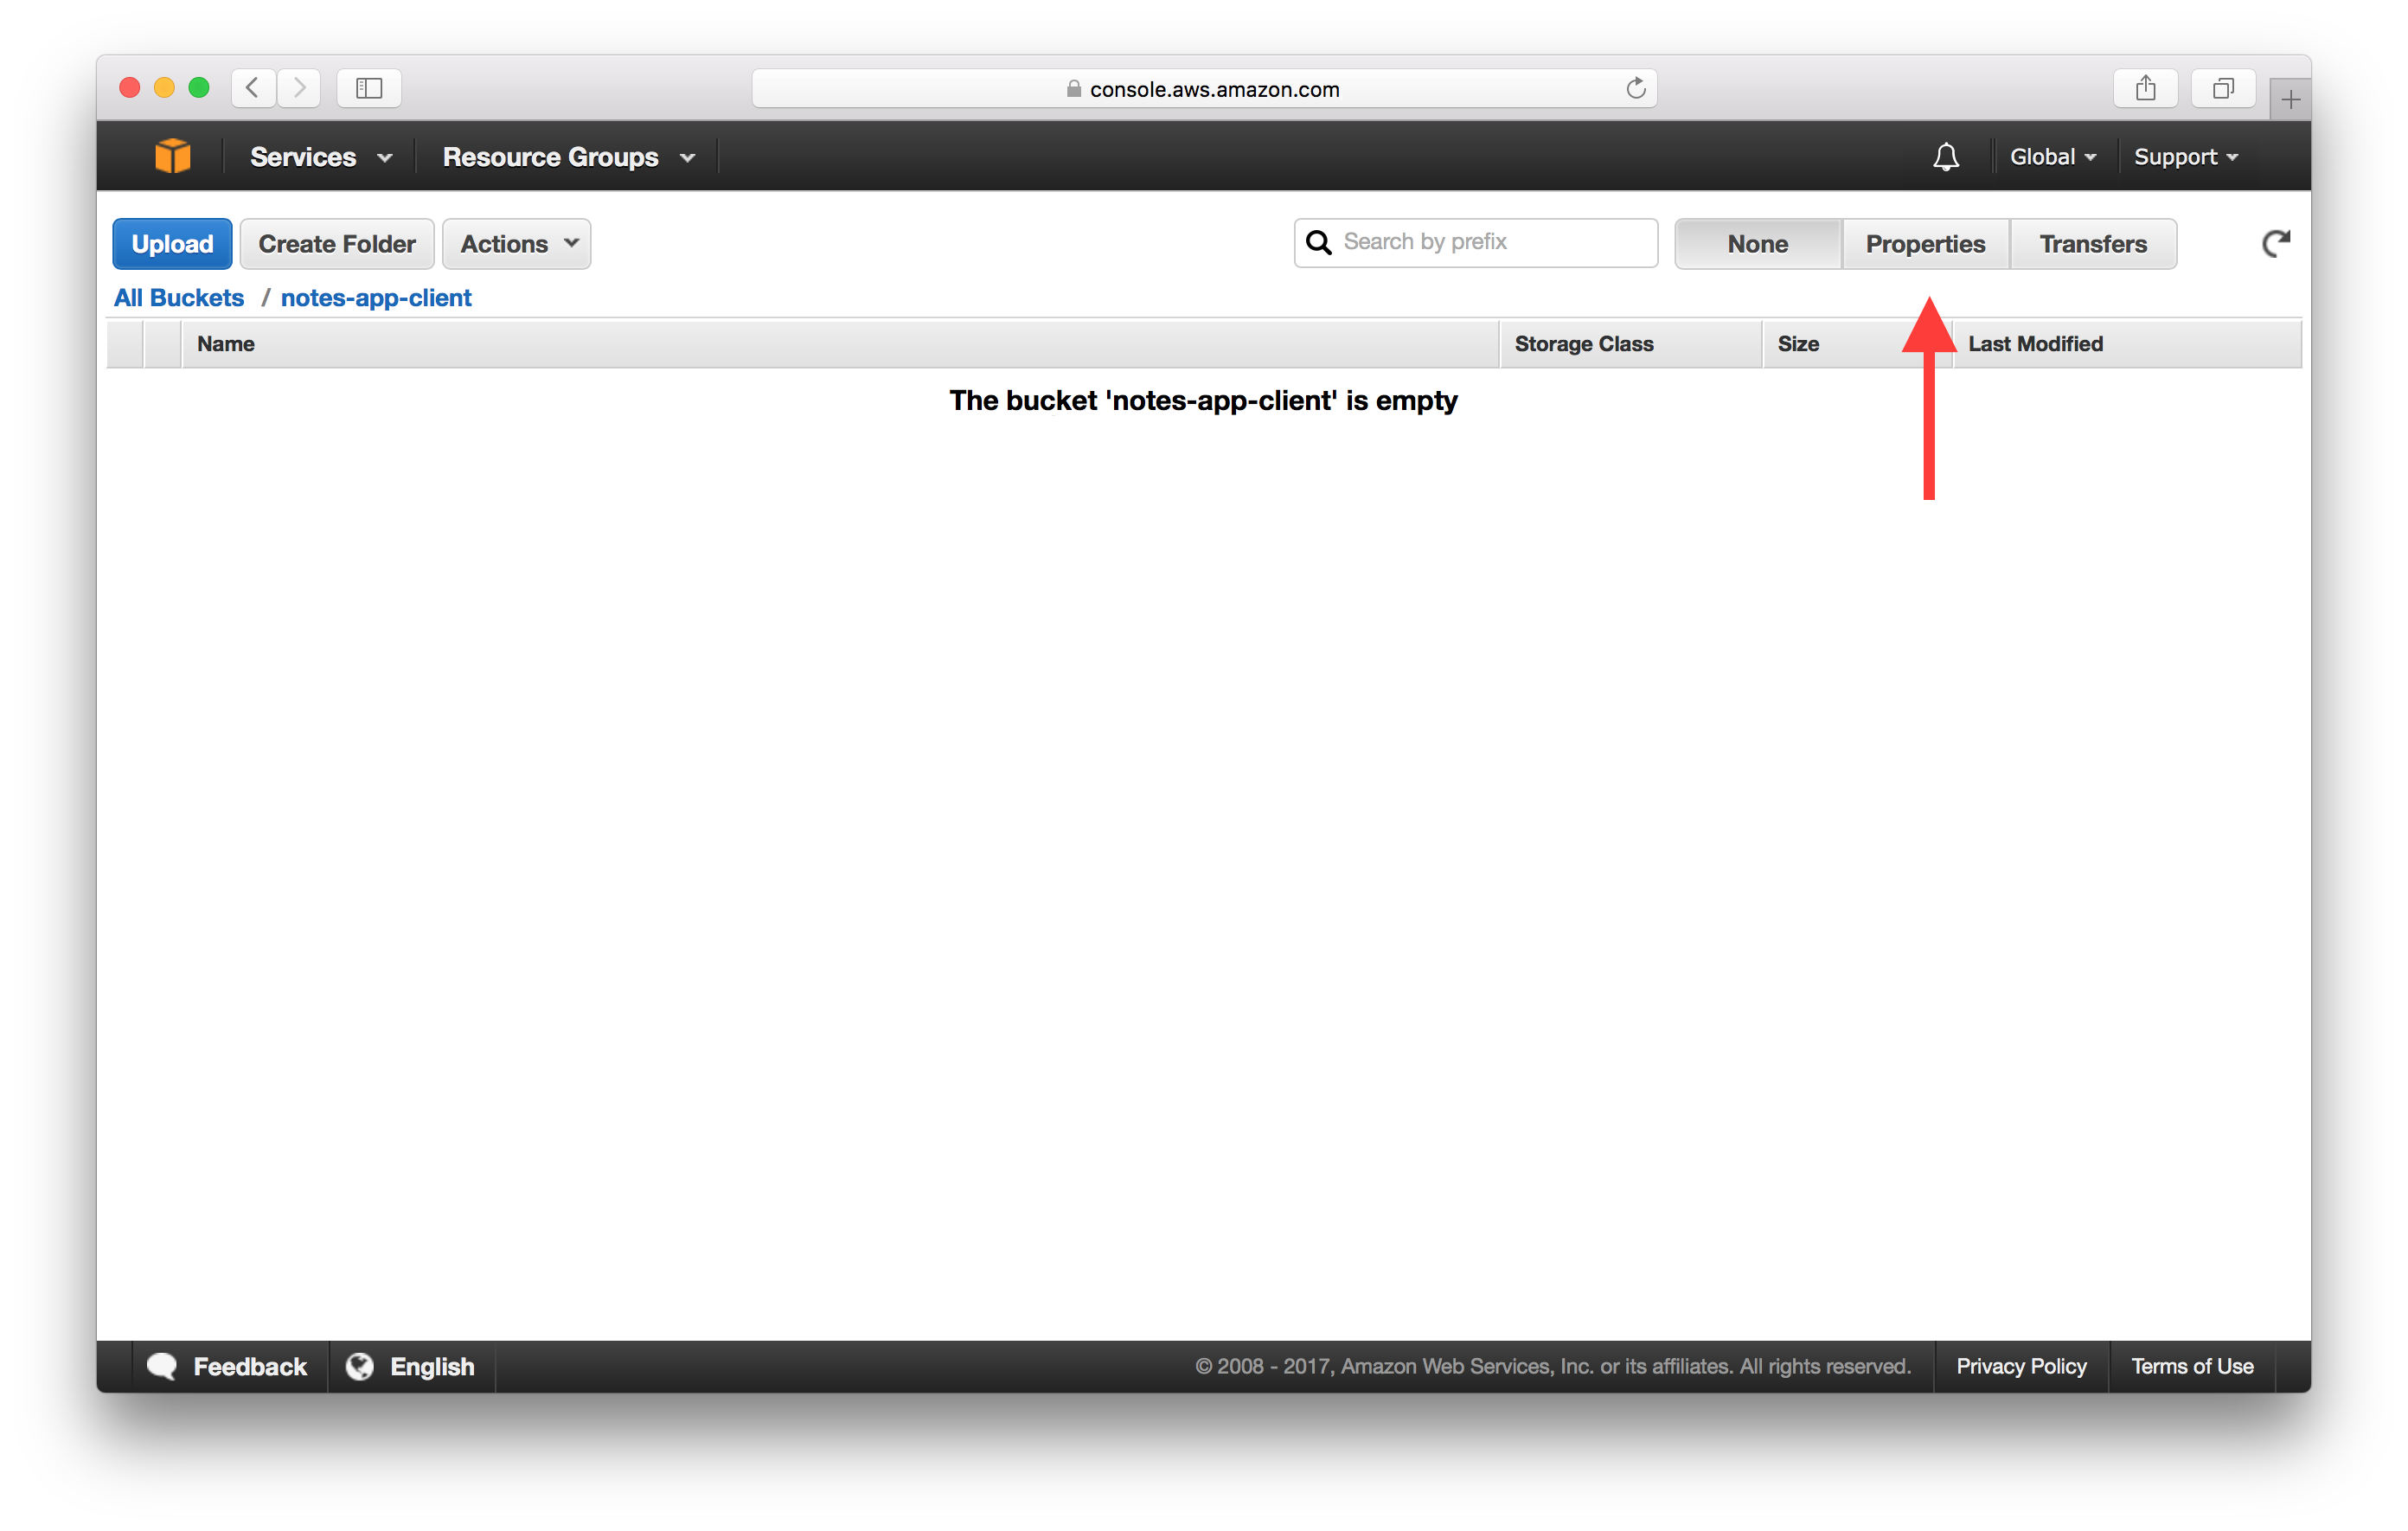 console.aws.amazon.com
Services Resource Groups Global Support
Upload Create Folder Actions Search by prefix None Properties Transfers
All Buckets / notes-app-client
Name Storage Class Size Last Modified
The bucket 'notes-app-client' is empty
Feedback English © 2008 - 2017, Amazon Web Services, Inc. or its affiliates. All rights reserved. Privacy Policy Terms of Use